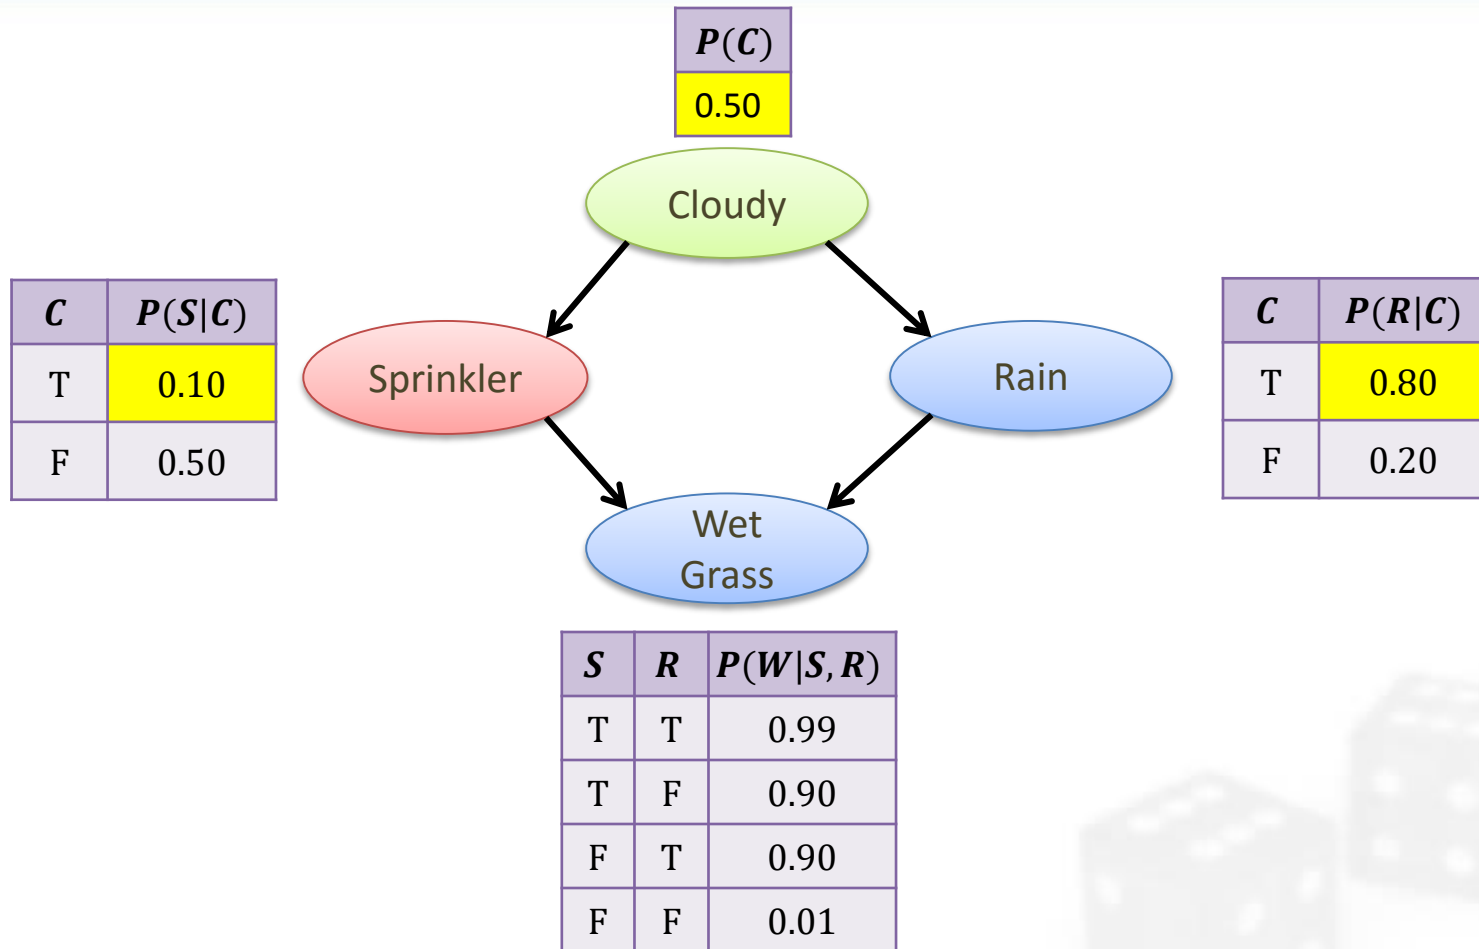 P(C)
0.50
Cloudy
C P(S|C)
T 0.10
F 0.50
Sprinkler
Rain
C P(R|C)
T 0.80
F 0.20
Wet
Grass
S R P(W|S, R)
T T 0.99
T F 0.90
F T 0.90
F F 0.01